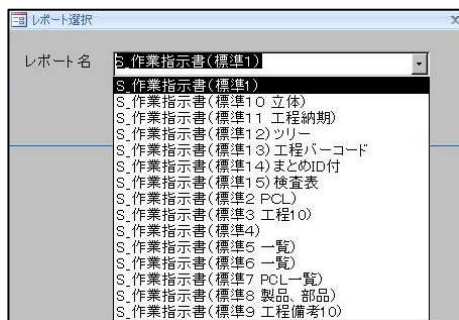 レポート選択
レポート名
S_作業指示書(標準1)
S_作業指示書(標準1)
S_作業指示書(標準10 立体)
S_作業指示書(標準11 工程納期)
S_作業指示書(標準12)ツリー
S_作業指示書(標準13)工程バーコード
S_作業指示書(標準14)まとめID付
S_作業指示書(標準15)検査表
S_作業指示書(標準2 PCL)
S_作業指示書(標準3 工程10)
S_作業指示書(標準4)
S_作業指示書(標準5 一覧)
S_作業指示書(標準6 一覧)
S_作業指示書(標準7 PCL一覧)
S_作業指示書(標準8 製品、部品)
S_作業指示書(標準9 工程備考10)